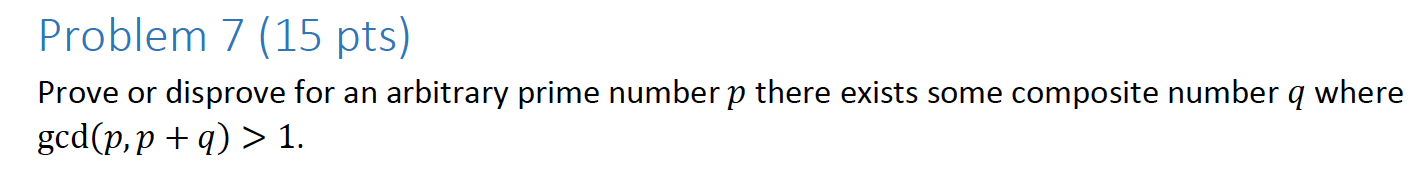 Problem 7 (15 pts)
Prove or disprove for an arbitrary prime number p there exists some composite number q where
gcd(p, p + q) > 1.